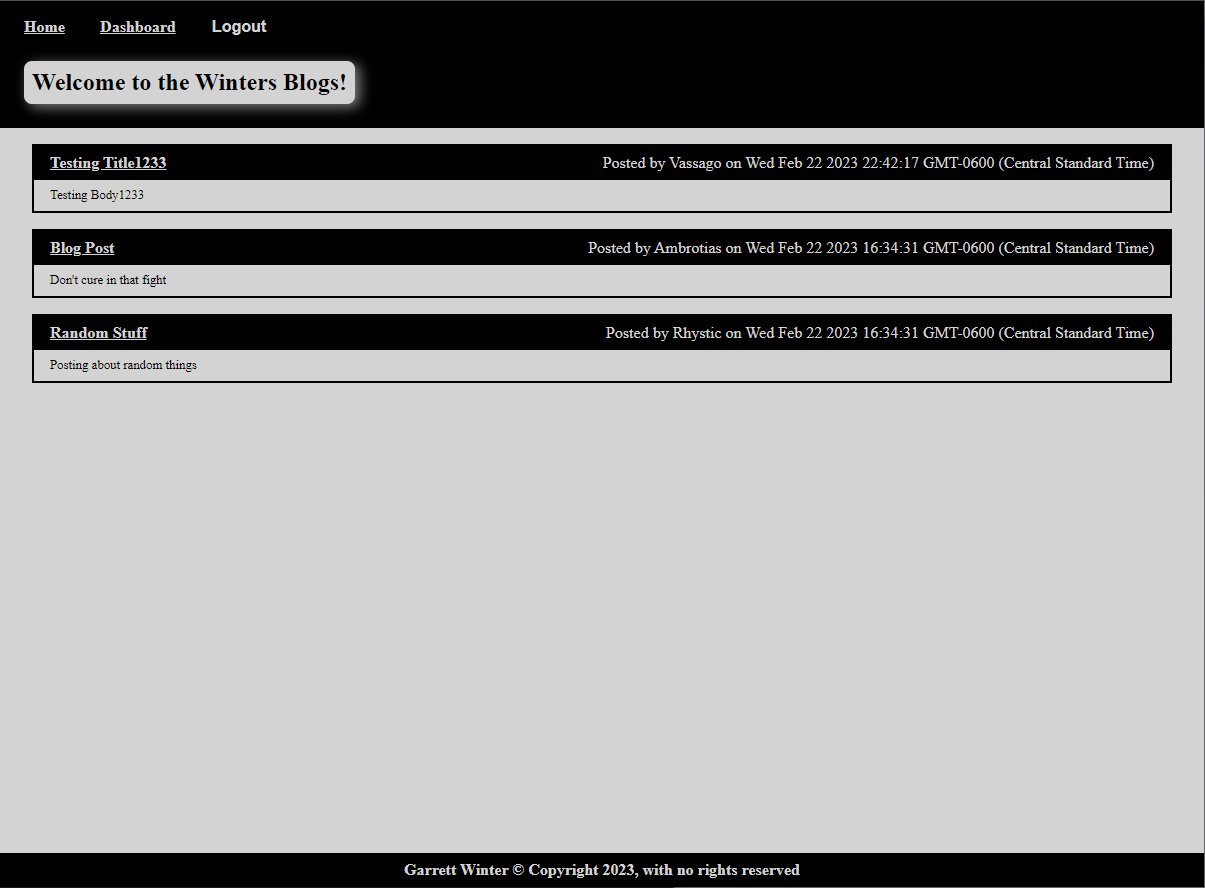 Home Dashboard Logout
Welcome to the Winters Blogs!
Testing Title1233 Posted by Vassago on Wed Feb 22 2023 22:42:17 GMT-0600 (Central Standard Time)
Testing Body1233
Blog Post Posted by Ambrotias on Wed Feb 22 2023 16:34:31 GMT-0600 (Central Standard Time)
Don't cure in that fight
Random Stuff Posted by Rhystic on Wed Feb 22 2023 16:34:31 GMT-0600 (Central Standard Time)
Posting about random things
Garrett Winter © Copyright 2023, with no rights reserved